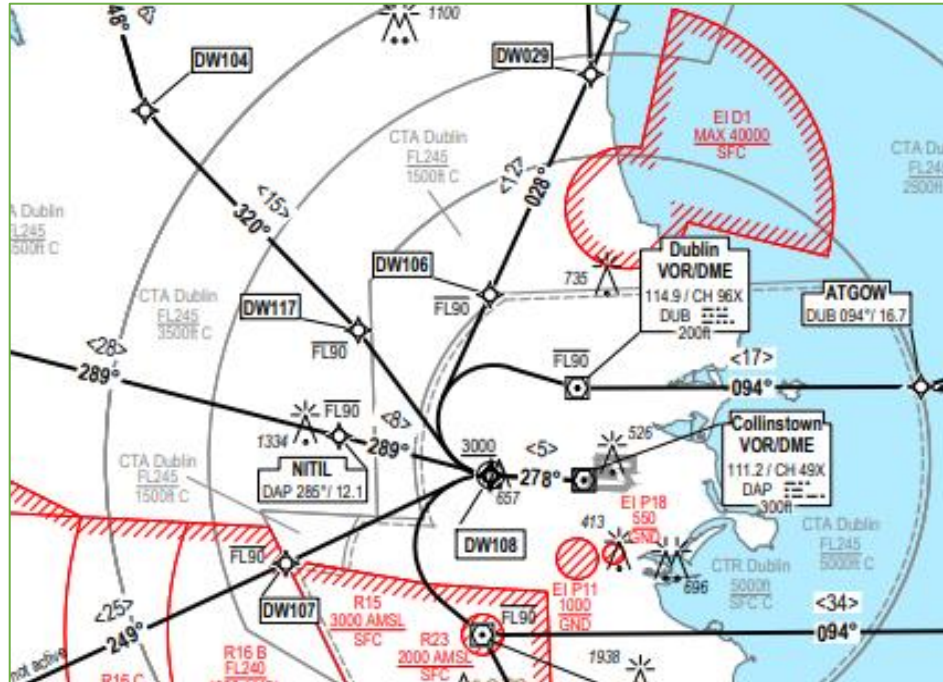 48°
1100
DW104
DW029
CTA Dublin
FL245
1500ft C
EI D1
MAX 40000
SFC
CTA Du
FL24
2500ft
<15>
320°
<12>
028°
A Dublin
L245
500ft C
Dublin
VOR/DME
114.9 / CH 96X
DUB
200ft
DW106
735
ATGOW
DUB 094°/ 16.7
CTA Dublin
FL245
3500ft C
DW117
FL90
FL90
FL90
<17>
094°
<28>
289°
FL90
<8>
289°
1334
NITIL
DAP 285°/ 12.1
3000
657
<5>
278°
526
Collinstown
VOR/DME
111.2 / CH 49X
DAP
300ft
CTA Dublin
FL245
1500ft C
DW108
EI P18
550
GND
413
CTA Dublin
FL245
5000ft C
FL90
DW107
EI P11
1000
GND
696
CTR Dublin
5000ft
SFC C
<25>
249°
R15
3000 AMSL
SFC
FL90
R23
2000 AMSL
SFC
<34>
094°
not active
R16 B
FL240
R16 C
1938